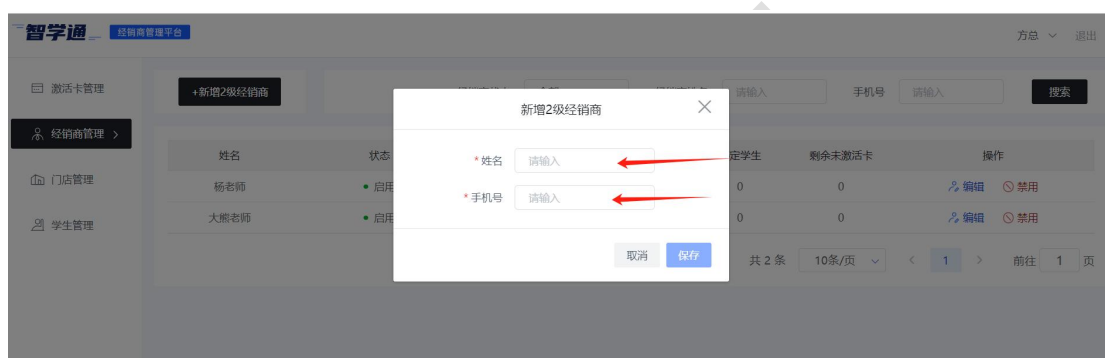 智学通 经销商管理平台 方总 退出
激活卡管理 +新增2级经销商 请输入 手机号 请输入 搜索
新增2级经销商
经销商管理
姓名 状态 定学生 剩余未激活卡 操作
*姓名 请输入
门店管理 杨老师 启用 0 0 编辑 禁用
*手机号 请输入
学生管理 大熊老师 启用 0 0 编辑 禁用
取消 保存 共 2 条 10条/页 1 前往 1 页